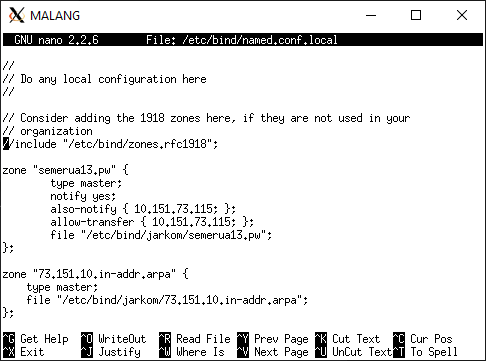 MALANG
GNU nano 2.2.6 File: /etc/bind/named.conf.local
//
// Do any local configuration here
//
// Consider adding the 1918 zones here, if they are not used in your
// organization
//include "/etc/bind/zones.rfc1918";
zone "semerua13.pw" {
type master;
notify yes;
also-notify { 10.151.73.115; };
allow-transfer { 10.151.73.115; };
file "/etc/bind/jarkom/semerua13.pw";
};
zone "73.151.10.in-addr.arpa" {
type master;
file "/etc/bind/jarkom/73.151.10.in-addr.arpa";
};
^G Get Help ^O WriteOut ^R Read File ^Y Prev Page ^K Cut Text ^C Cur Pos
^X Exit ^J Justify ^W Where Is ^V Next Page ^U UnCut Text ^T To Spell